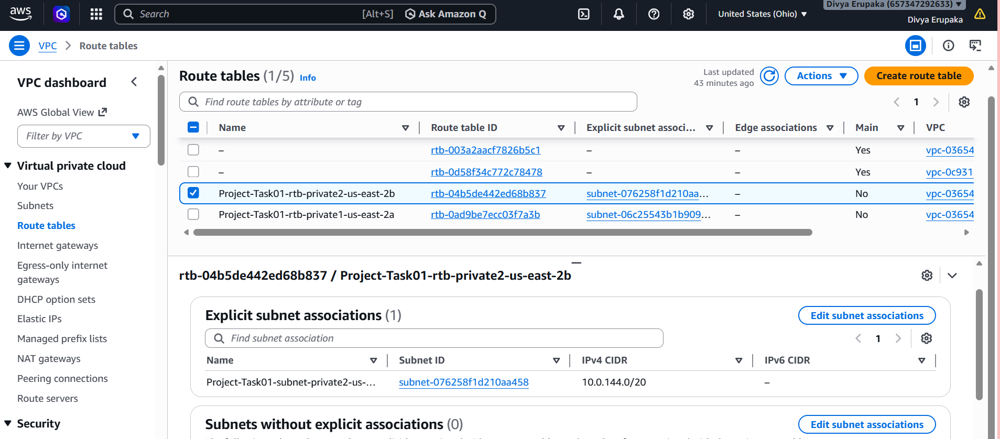 aws
Search [Alt+S] Ask Amazon Q
United States (Ohio)
Divya Erupaka (657347292633)
Divya Erupaka
VPC Route tables
VPC dashboard
AWS Global View
Filter by VPC
Virtual private cloud
Your VPCs
Subnets
Route tables
Internet gateways
Egress-only internet
gateways
DHCP option sets
Elastic IPs
Managed prefix lists
NAT gateways
Peering connections
Route servers
Security
Route tables (1/5) Info
Last updated
43 minutes ago
Actions
Create route table
Find route tables by attribute or tag
1
Name Route table ID Explicit subnet associ... Edge associations Main VPC
– rtb-003a2aacf7826b5c1 – – Yes vpc-03654
– rtb-0d58f34c772c78478 – – Yes vpc-0c931
Project-Task01-rtb-private2-us-east-2b rtb-04b5de442ed68b837 subnet-076258f1d210aa... – No vpc-03654
Project-Task01-rtb-private1-us-east-2a rtb-0ad9be7ecc03f7a3b subnet-06c25543b1b909... – No vpc-03654
rtb-04b5de442ed68b837 / Project-Task01-rtb-private2-us-east-2b
Explicit subnet associations (1)
Edit subnet associations
Find subnet association
1
Name Subnet ID IPv4 CIDR IPv6 CIDR
Project-Task01-subnet-private2-us-... subnet-076258f1d210aa458 10.0.144.0/20 –
Subnets without explicit associations (0)
Edit subnet associations